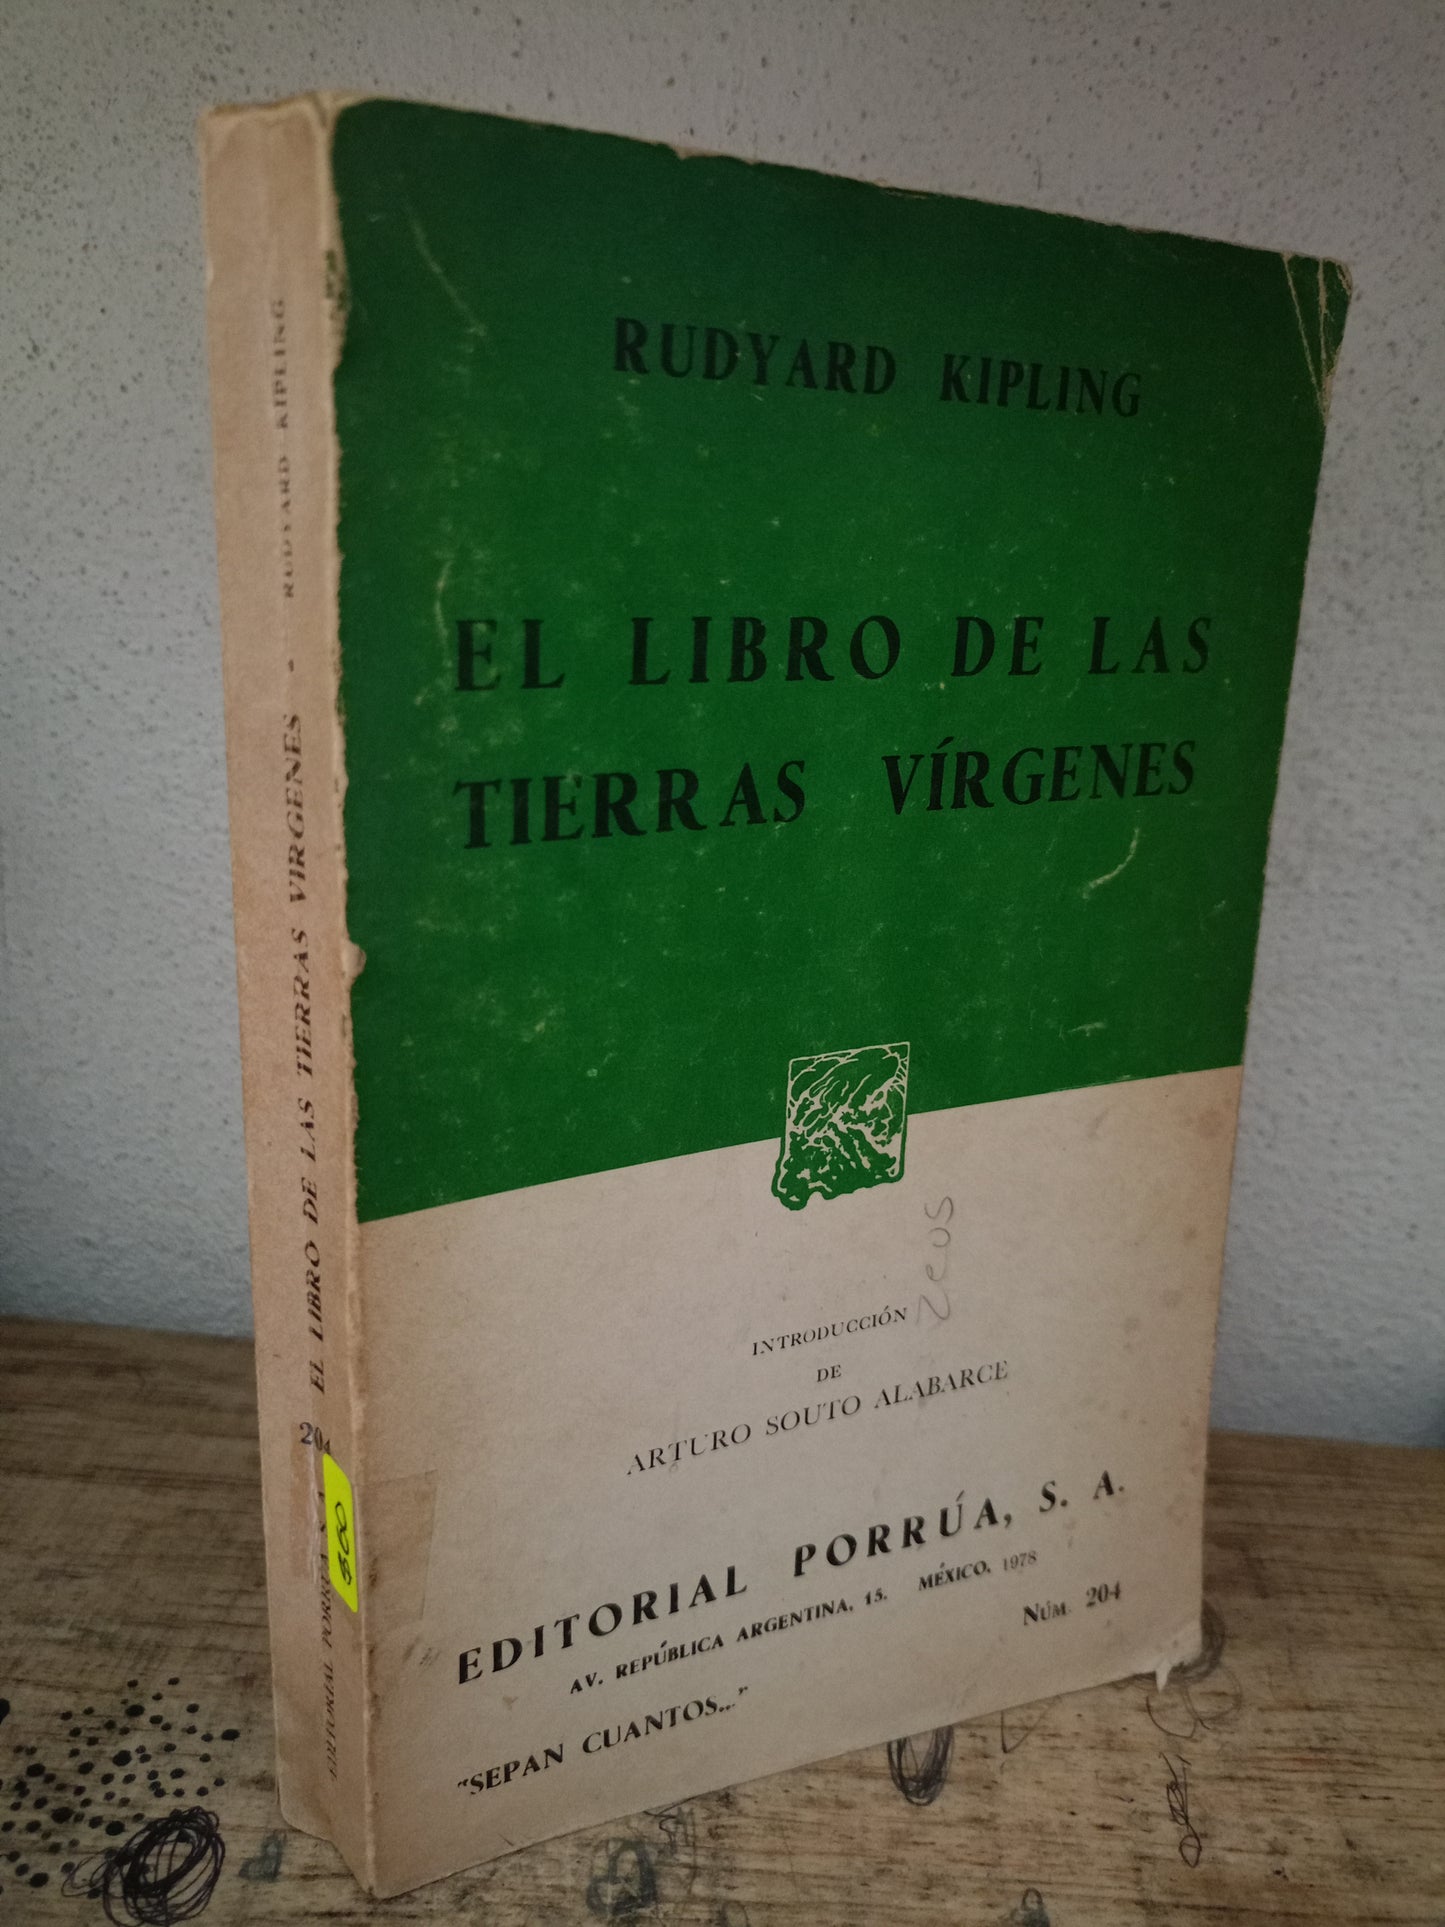 RUDYARD KIPLING
EL LIBRO DE LAS
TIERRAS VÍRGENES
Zeus
INTRODUCCIÓN
DE
ARTURO SOUTO ALABARCE
EDITORIAL PORRÚA, S. A.
AV. REPÚBLICA ARGENTINA, 15. MÉXICO, 1978
NÚM. 204
"SEPAN CUANTOS..."
RUDYARD KIPLING • EL LIBRO DE LAS TIERRAS VIRGENES
204
$60
EDITORIAL PORRÚA S A